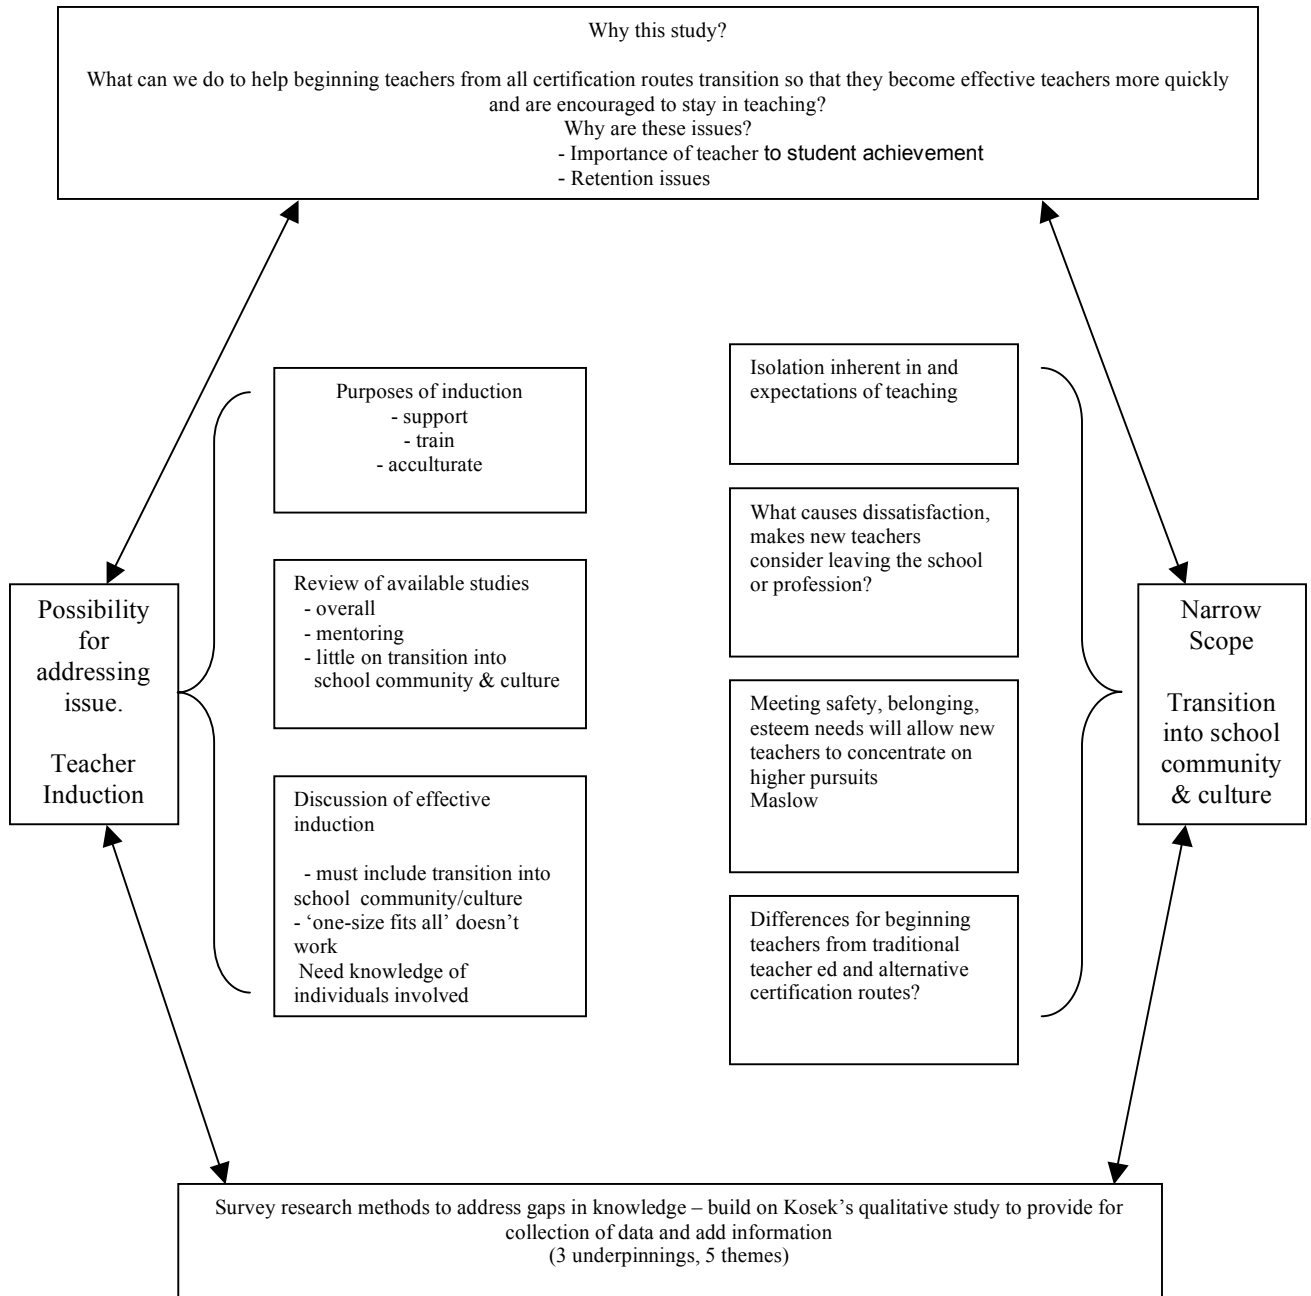 Why this study?
What can we do to help beginning teachers from all certification routes transition so that they become effective teachers more quickly
and are encouraged to stay in teaching?
Why are these issues?
- Importance of teacher to student achievement
- Retention issues
Possibility
for
addressing
issue.
Teacher
Induction
Purposes of induction
- support
- train
- acculturate
Review of available studies
- overall
- mentoring
- little on transition into
school community & culture
Discussion of effective
induction
- must include transition into
school community/culture
- ‘one-size fits all’ doesn’t
work
Need knowledge of
individuals involved
Isolation inherent in and
expectations of teaching
What causes dissatisfaction,
makes new teachers
consider leaving the school
or profession?
Meeting safety, belonging,
esteem needs will allow new
teachers to concentrate on
higher pursuits
Maslow
Differences for beginning
teachers from traditional
teacher ed and alternative
certification routes?
Narrow
Scope
Transition
into school
community
& culture
Survey research methods to address gaps in knowledge – build on Kosek’s qualitative study to provide for
collection of data and add information
(3 underpinnings, 5 themes)